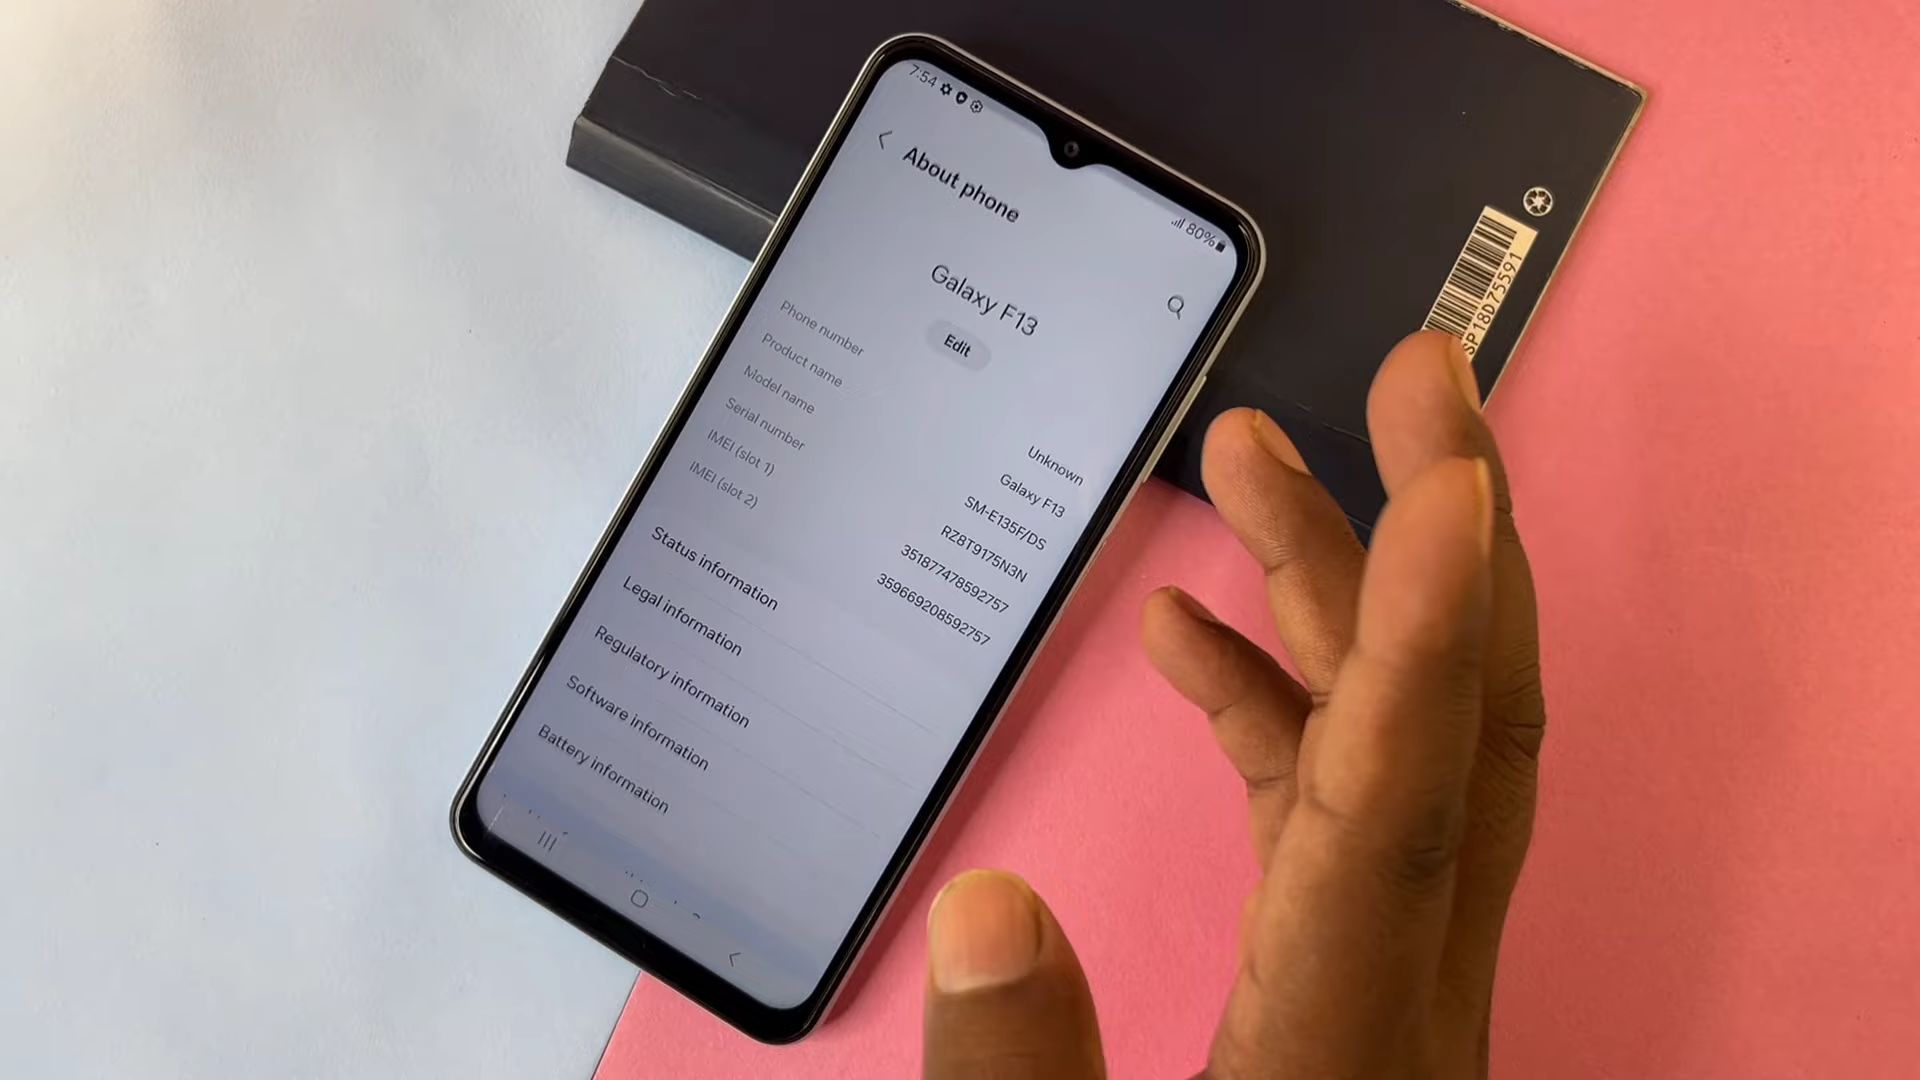 7:54
80%
About phone
Galaxy F13
Edit
Phone number Unknown
Product name Galaxy F13
Model name SM-E135F/DS
Serial number RZ8T9175N3N
IMEI (slot 1) 351877478592757
IMEI (slot 2) 359669208592757
Status information
Legal information
Regulatory information
Software information
Battery information
SP18D75591